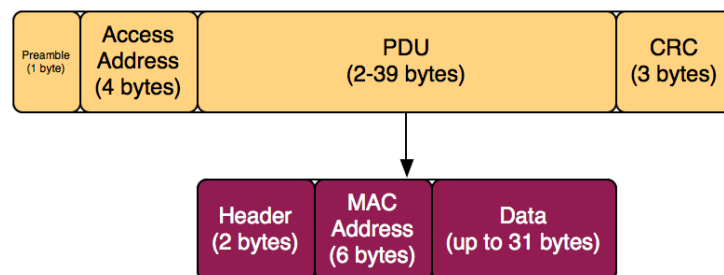 Preamble
(1 byte)
Access
Address
(4 bytes)
PDU
(2-39 bytes)
CRC
(3 bytes)
Header
(2 bytes)
MAC
Address
(6 bytes)
Data
(up to 31 bytes)